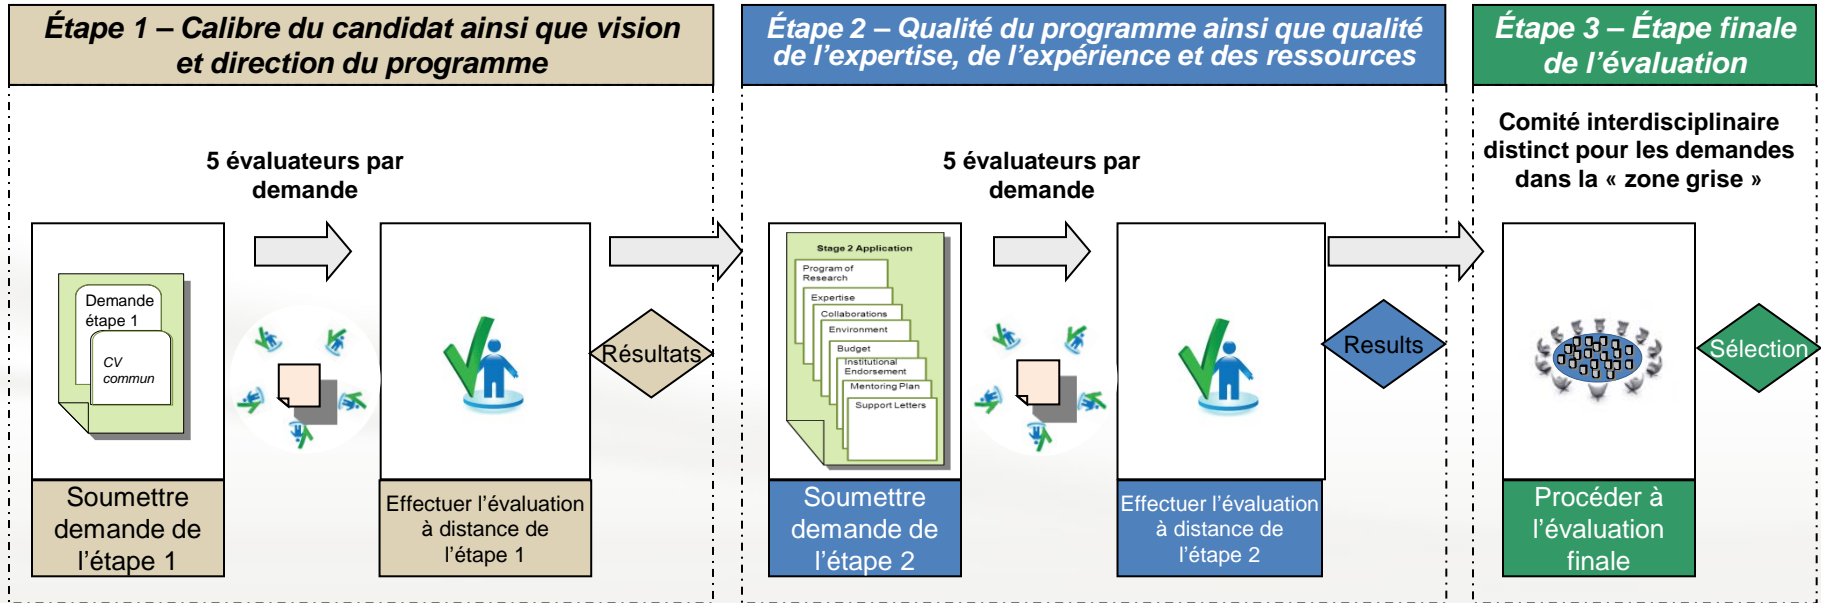 Étape 1 – Calibre du candidat ainsi que vision
et direction du programme
5 évaluateurs par
demande
Demande
étape 1
CV
commun
Résultats
Soumettre
demande de
l’étape 1
Effectuer l’évaluation
à distance de
l’étape 1
Étape 2 – Qualité du programme ainsi que qualité
de l’expertise, de l’expérience et des ressources
5 évaluateurs par
demande
Stage 2 Application
Program of
Research
Expertise
Collaborations
Environment
Budget
Institutional
Endorsement
Mentoring Plan
Support Letters
Results
Soumettre
demande de
l’étape 2
Effectuer l’évaluation
à distance de
l’étape 2
Étape 3 – Étape finale
de l’évaluation
Comité interdisciplinaire
distinct pour les demandes
dans la « zone grise »
Sélection
Procéder à
l’évaluation
finale